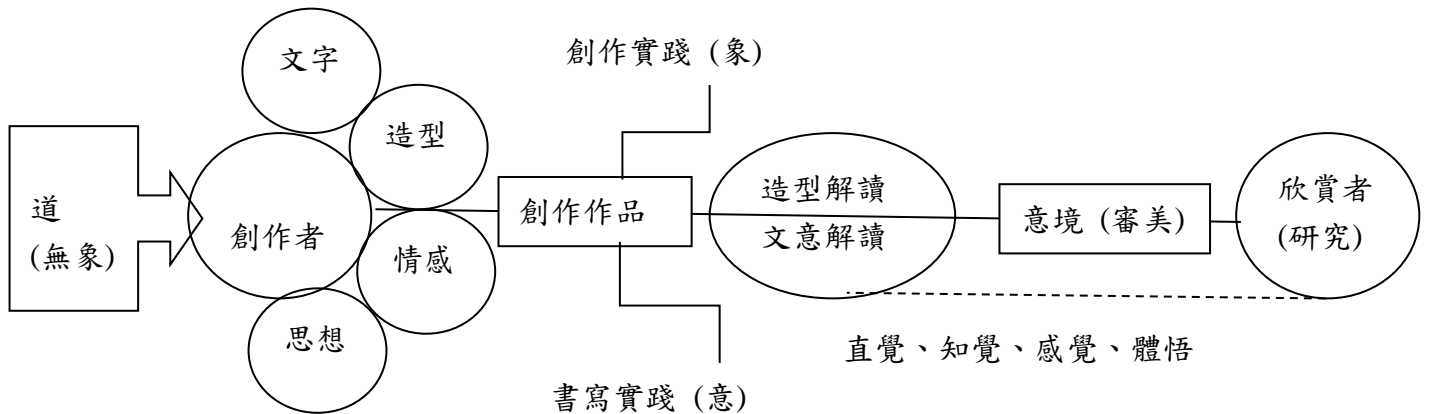 道
(無象)
創作者
文字
造型
情感
思想
創作實踐 (象)
創作作品
書寫實踐 (意)
造型解讀
文意解讀
意境 (審美)
欣賞者
(研究)
直覺、知覺、感覺、體悟